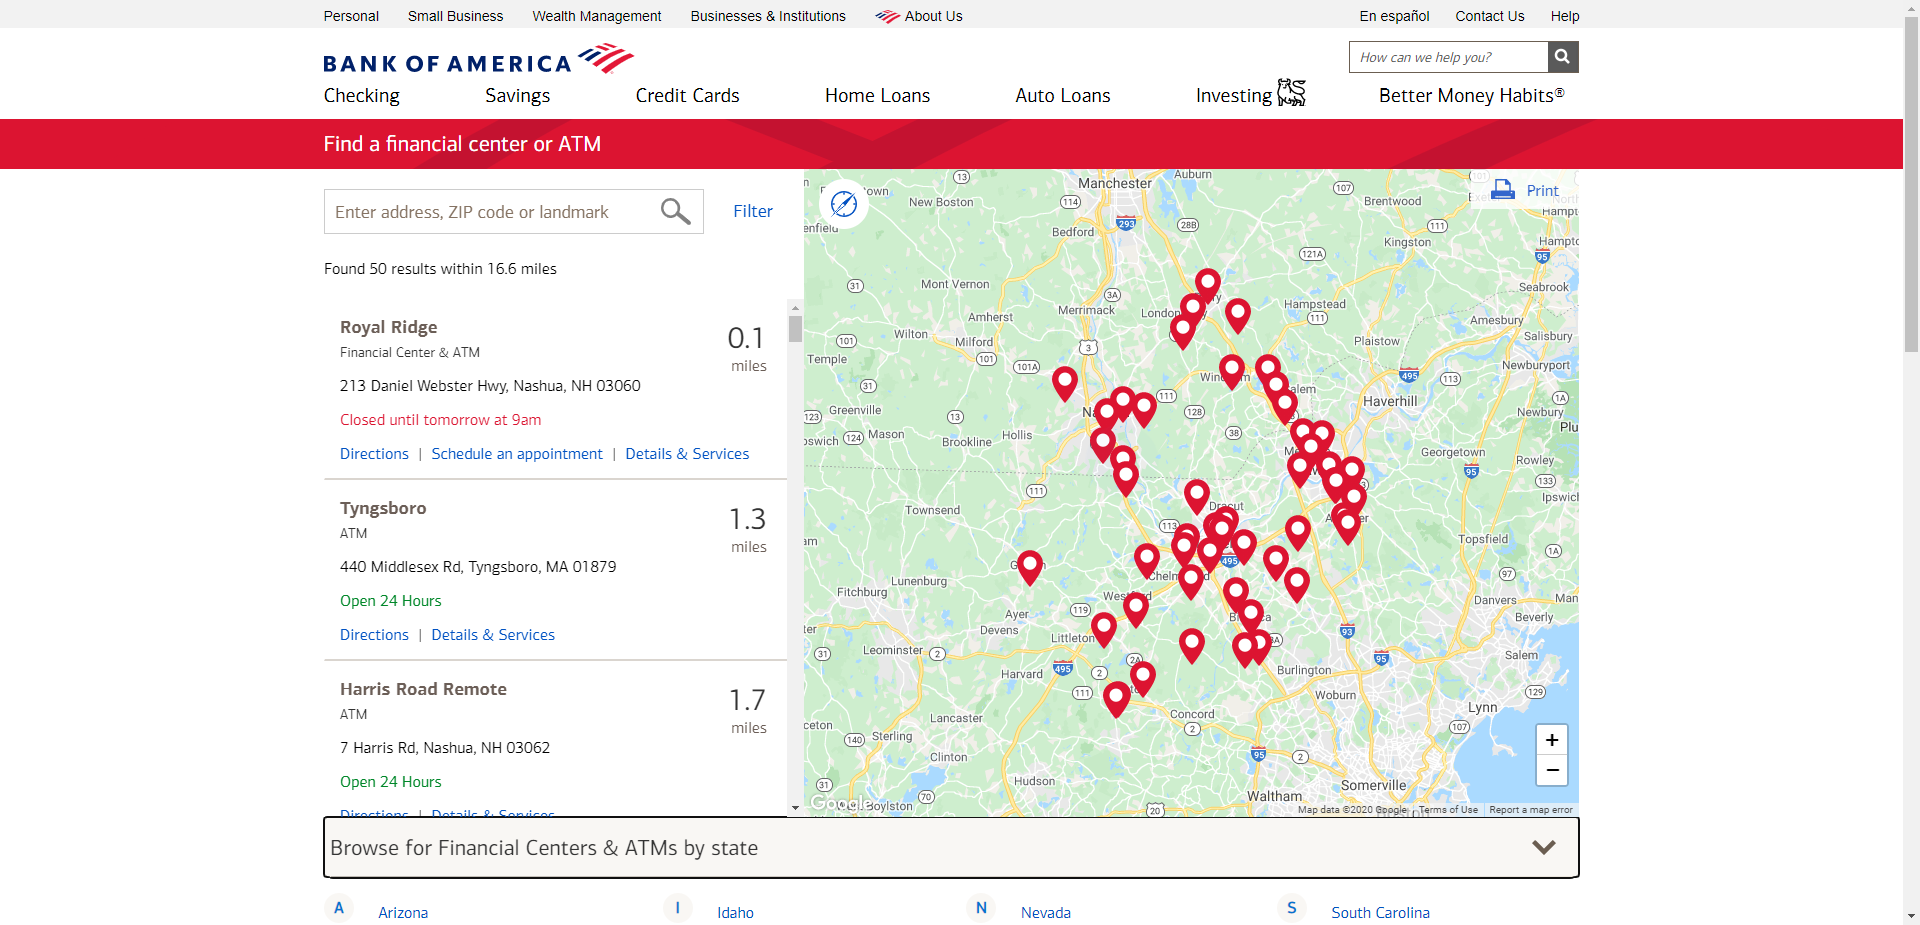 Personal
Small Business
Wealth Management
Businesses & Institutions
About Us
En español
Contact Us
Help
BANK OF AMERICA
How can we help you?
Checking
Savings
Credit Cards
Home Loans
Auto Loans
Investing
Better Money Habits®
Find a financial center or ATM
Enter address, ZIP code or landmark
Filter
Found 50 results within 16.6 miles
Royal Ridge
0.1
miles
Financial Center & ATM
213 Daniel Webster Hwy, Nashua, NH 03060
Closed until tomorrow at 9am
Directions | Schedule an appointment | Details & Services
Tyngsboro
1.3
miles
ATM
440 Middlesex Rd, Tyngsboro, MA 01879
Open 24 Hours
Directions | Details & Services
Harris Road Remote
1.7
miles
ATM
7 Harris Rd, Nashua, NH 03062
Open 24 Hours
Directions | Details & Services
Print
Manchester
Auburn
New Boston
Bedford
Brentwood
Kingston
Mont Vernon
Merrimack
Hampstead
Seabrook
Amherst
Amesbury
Wilton
Milford
Salisbury
Plaistow
Temple
Newburyport
Greenville
Haverhill
Newbury
Mason
Brookline
Hollis
Georgetown
Rowley
Townsend
Dracut
Topsfield
Lunenburg
Fitchburg
Ayer
Devens
Littleton
Danvers
Beverly
Leominster
Harvard
Burlington
Salem
Woburn
Lynn
Lancaster
Concord
Sterling
Clinton
Hudson
Waltham
Somerville
Boylston
Google
Map data ©2020 Google
Terms of Use
Report a map error
+
−
Browse for Financial Centers & ATMs by state
A
Arizona
I
Idaho
N
Nevada
S
South Carolina